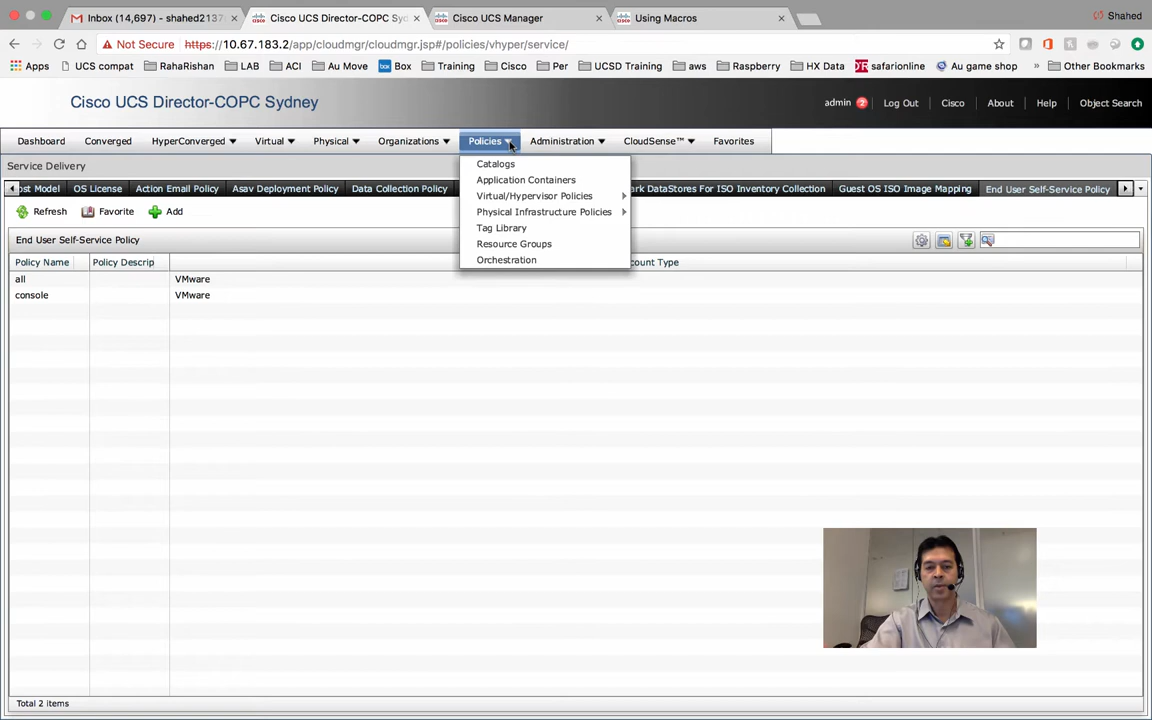 Inbox (14,697) - shahed2137
Cisco UCS Director-COPC Syd
Cisco UCS Manager
Using Macros
Shahed
Not Secure https://10.67.183.2/app/cloudmgr/cloudmgr.jsp#/policies/vhyper/service/
Apps UCS compat RahaRishan LAB ACI Au Move Box Training Cisco Per UCSD Training aws Raspberry HX Data safarionline Au game shop » Other Bookmarks
Cisco UCS Director-COPC Sydney
admin 2 Log Out Cisco About Help Object Search
Dashboard Converged HyperConverged Virtual Physical Organizations Policies Administration CloudSense™ Favorites
Service Delivery
ost Model OS License Action Email Policy Asav Deployment Policy Data Collection Policy ark DataStores For ISO Inventory Collection Guest OS ISO Image Mapping End User Self-Service Policy
Catalogs
Application Containers
Virtual/Hypervisor Policies
Physical Infrastructure Policies
Tag Library
Resource Groups
Orchestration
Refresh Favorite Add
End User Self-Service Policy
Policy Name Policy Descrip ount Type
all VMware
console VMware
Total 2 items